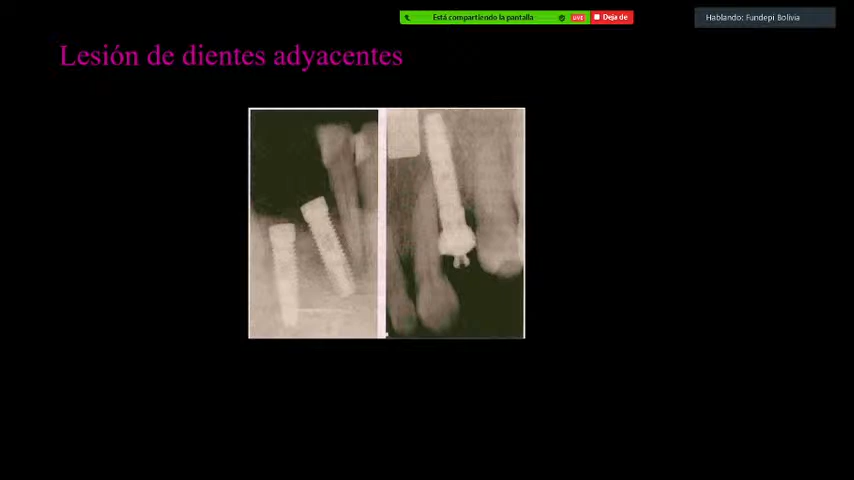 Está compartiendo la pantalla
LIVE
Deja de
Hablando: Fundepi Bolivia
Lesión de dientes adyacentes